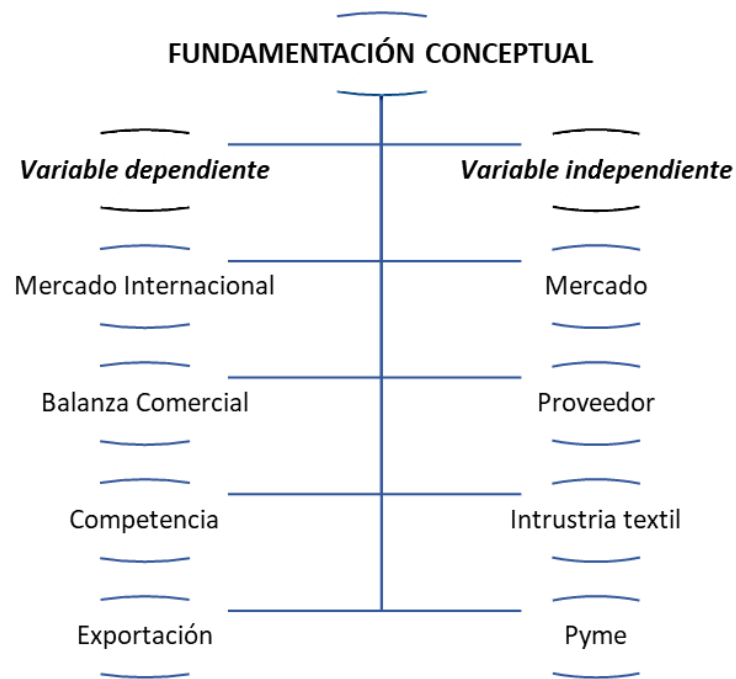 FUNDAMENTACIÓN CONCEPTUAL
Variable dependiente
Variable independiente
Mercado Internacional
Mercado
Balanza Comercial
Proveedor
Competencia
Intrustria textil
Exportación
Pyme